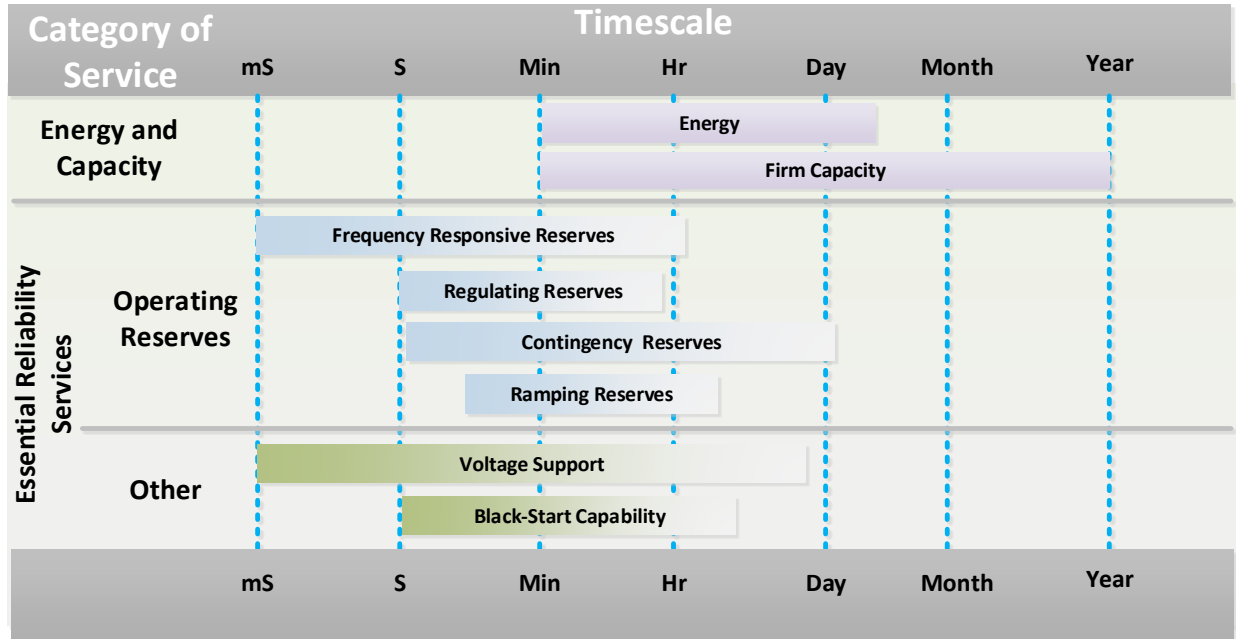 Category of
Service
Timescale
mS S Min Hr Day Month Year
Energy and
Capacity
Energy
Firm Capacity
Essential Reliability
Services
Operating
Reserves
Frequency Responsive Reserves
Regulating Reserves
Contingency Reserves
Ramping Reserves
Other
Voltage Support
Black-Start Capability
mS S Min Hr Day Month Year